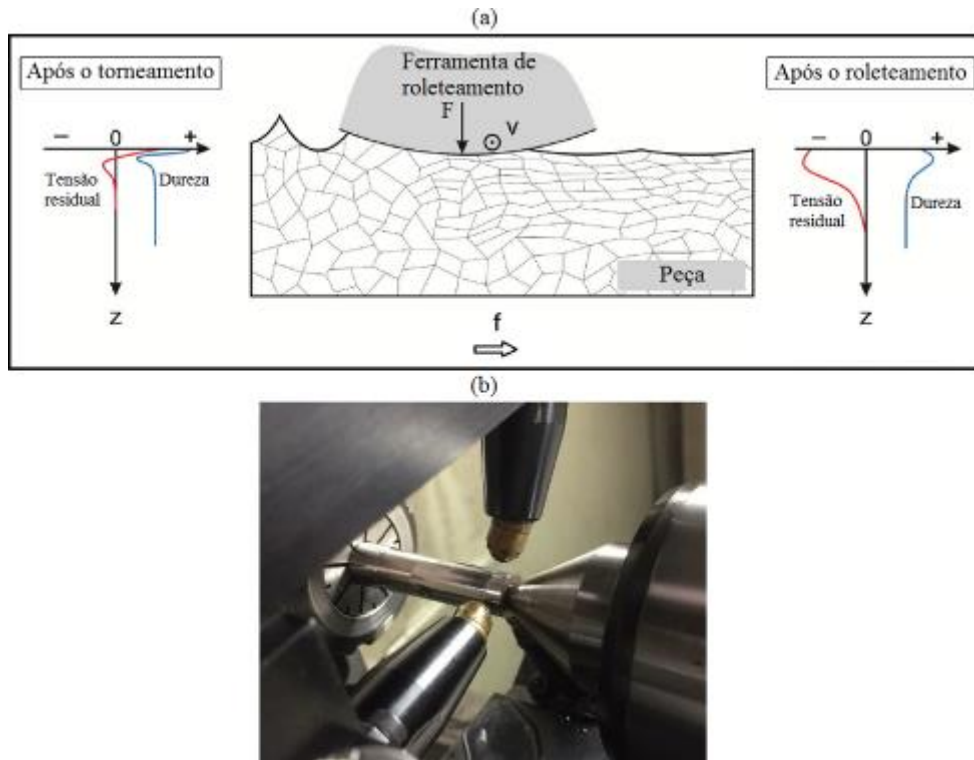 (a)
Após o torneamento
Ferramenta de
roleteamento
Após o roleteamento
F
v
− 0 +
− 0 +
Tensão
residual
Dureza
Tensão
residual
Dureza
Peça
z
z
f
(b)